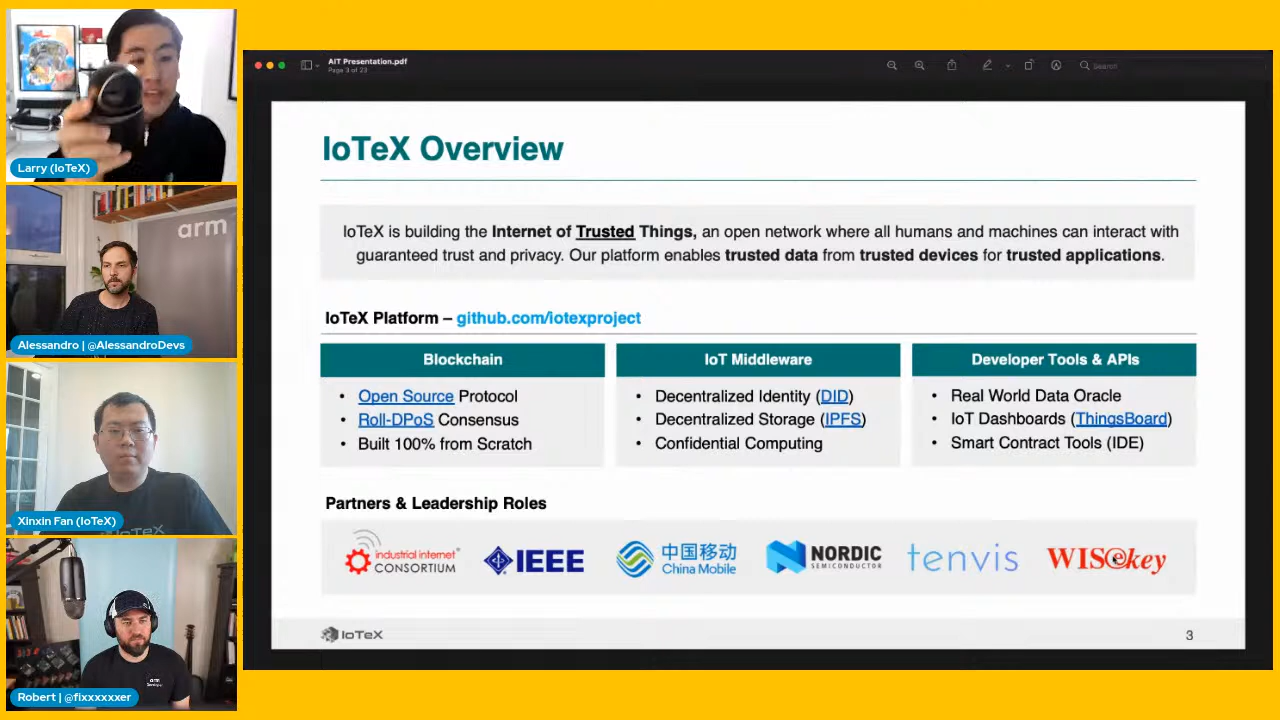 Larry (IoTeX)
arm
Alessandro | @AlessandroDevs
IoTeX
Xinxin Fan (IoTeX)
arm
Robert | @fixxxxxxer
AIT Presentation.pdf
Page 3 of 23
Search
IoTeX Overview
IoTeX is building the Internet of Trusted Things, an open network where all humans and machines can interact with
guaranteed trust and privacy. Our platform enables trusted data from trusted devices for trusted applications.
IoTeX Platform – github.com/iotexproject
Blockchain
• Open Source Protocol
• Roll-DPoS Consensus
• Built 100% from Scratch
IoT Middleware
• Decentralized Identity (DID)
• Decentralized Storage (IPFS)
• Confidential Computing
Developer Tools & APIs
• Real World Data Oracle
• IoT Dashboards (ThingsBoard)
• Smart Contract Tools (IDE)
Partners & Leadership Roles
industrial internet
CONSORTIUM
IEEE
中国移动
China Mobile
NORDIC
SEMICONDUCTOR
tenvis
WISekey
IoTeX
3